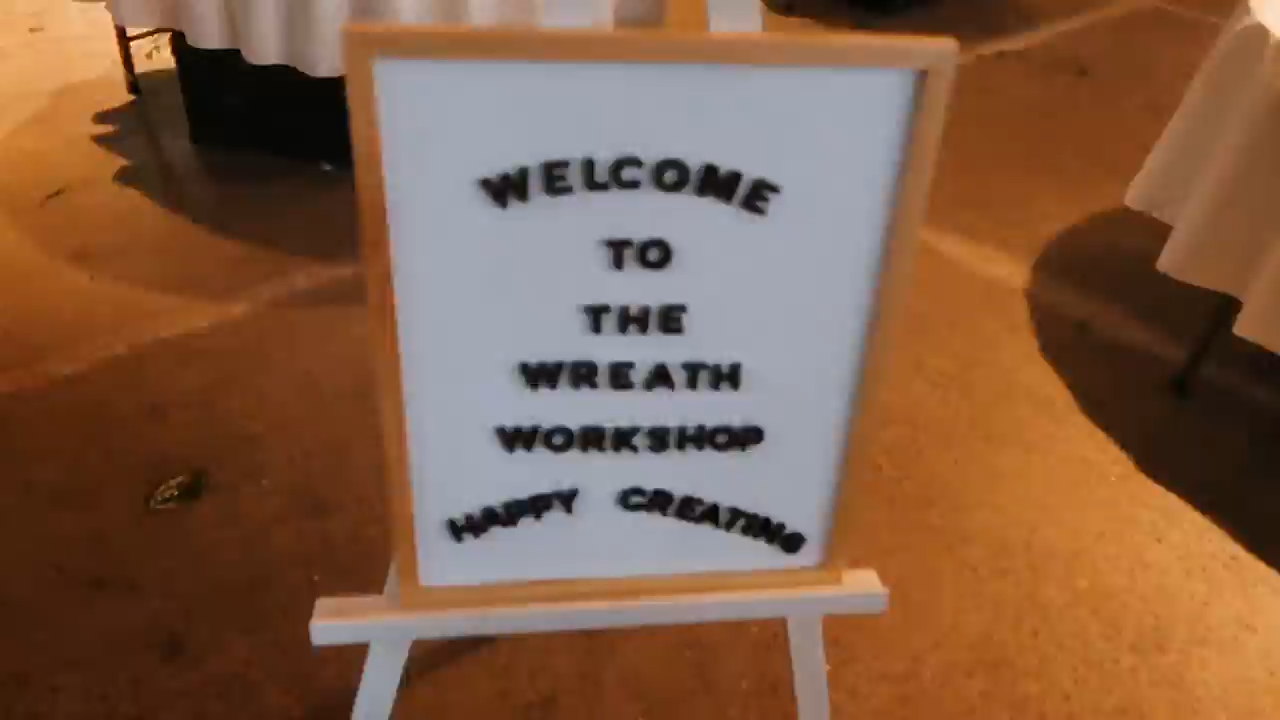 WELCOME
TO
THE
WREATH
WORKSHOP
HAPPY CREATING